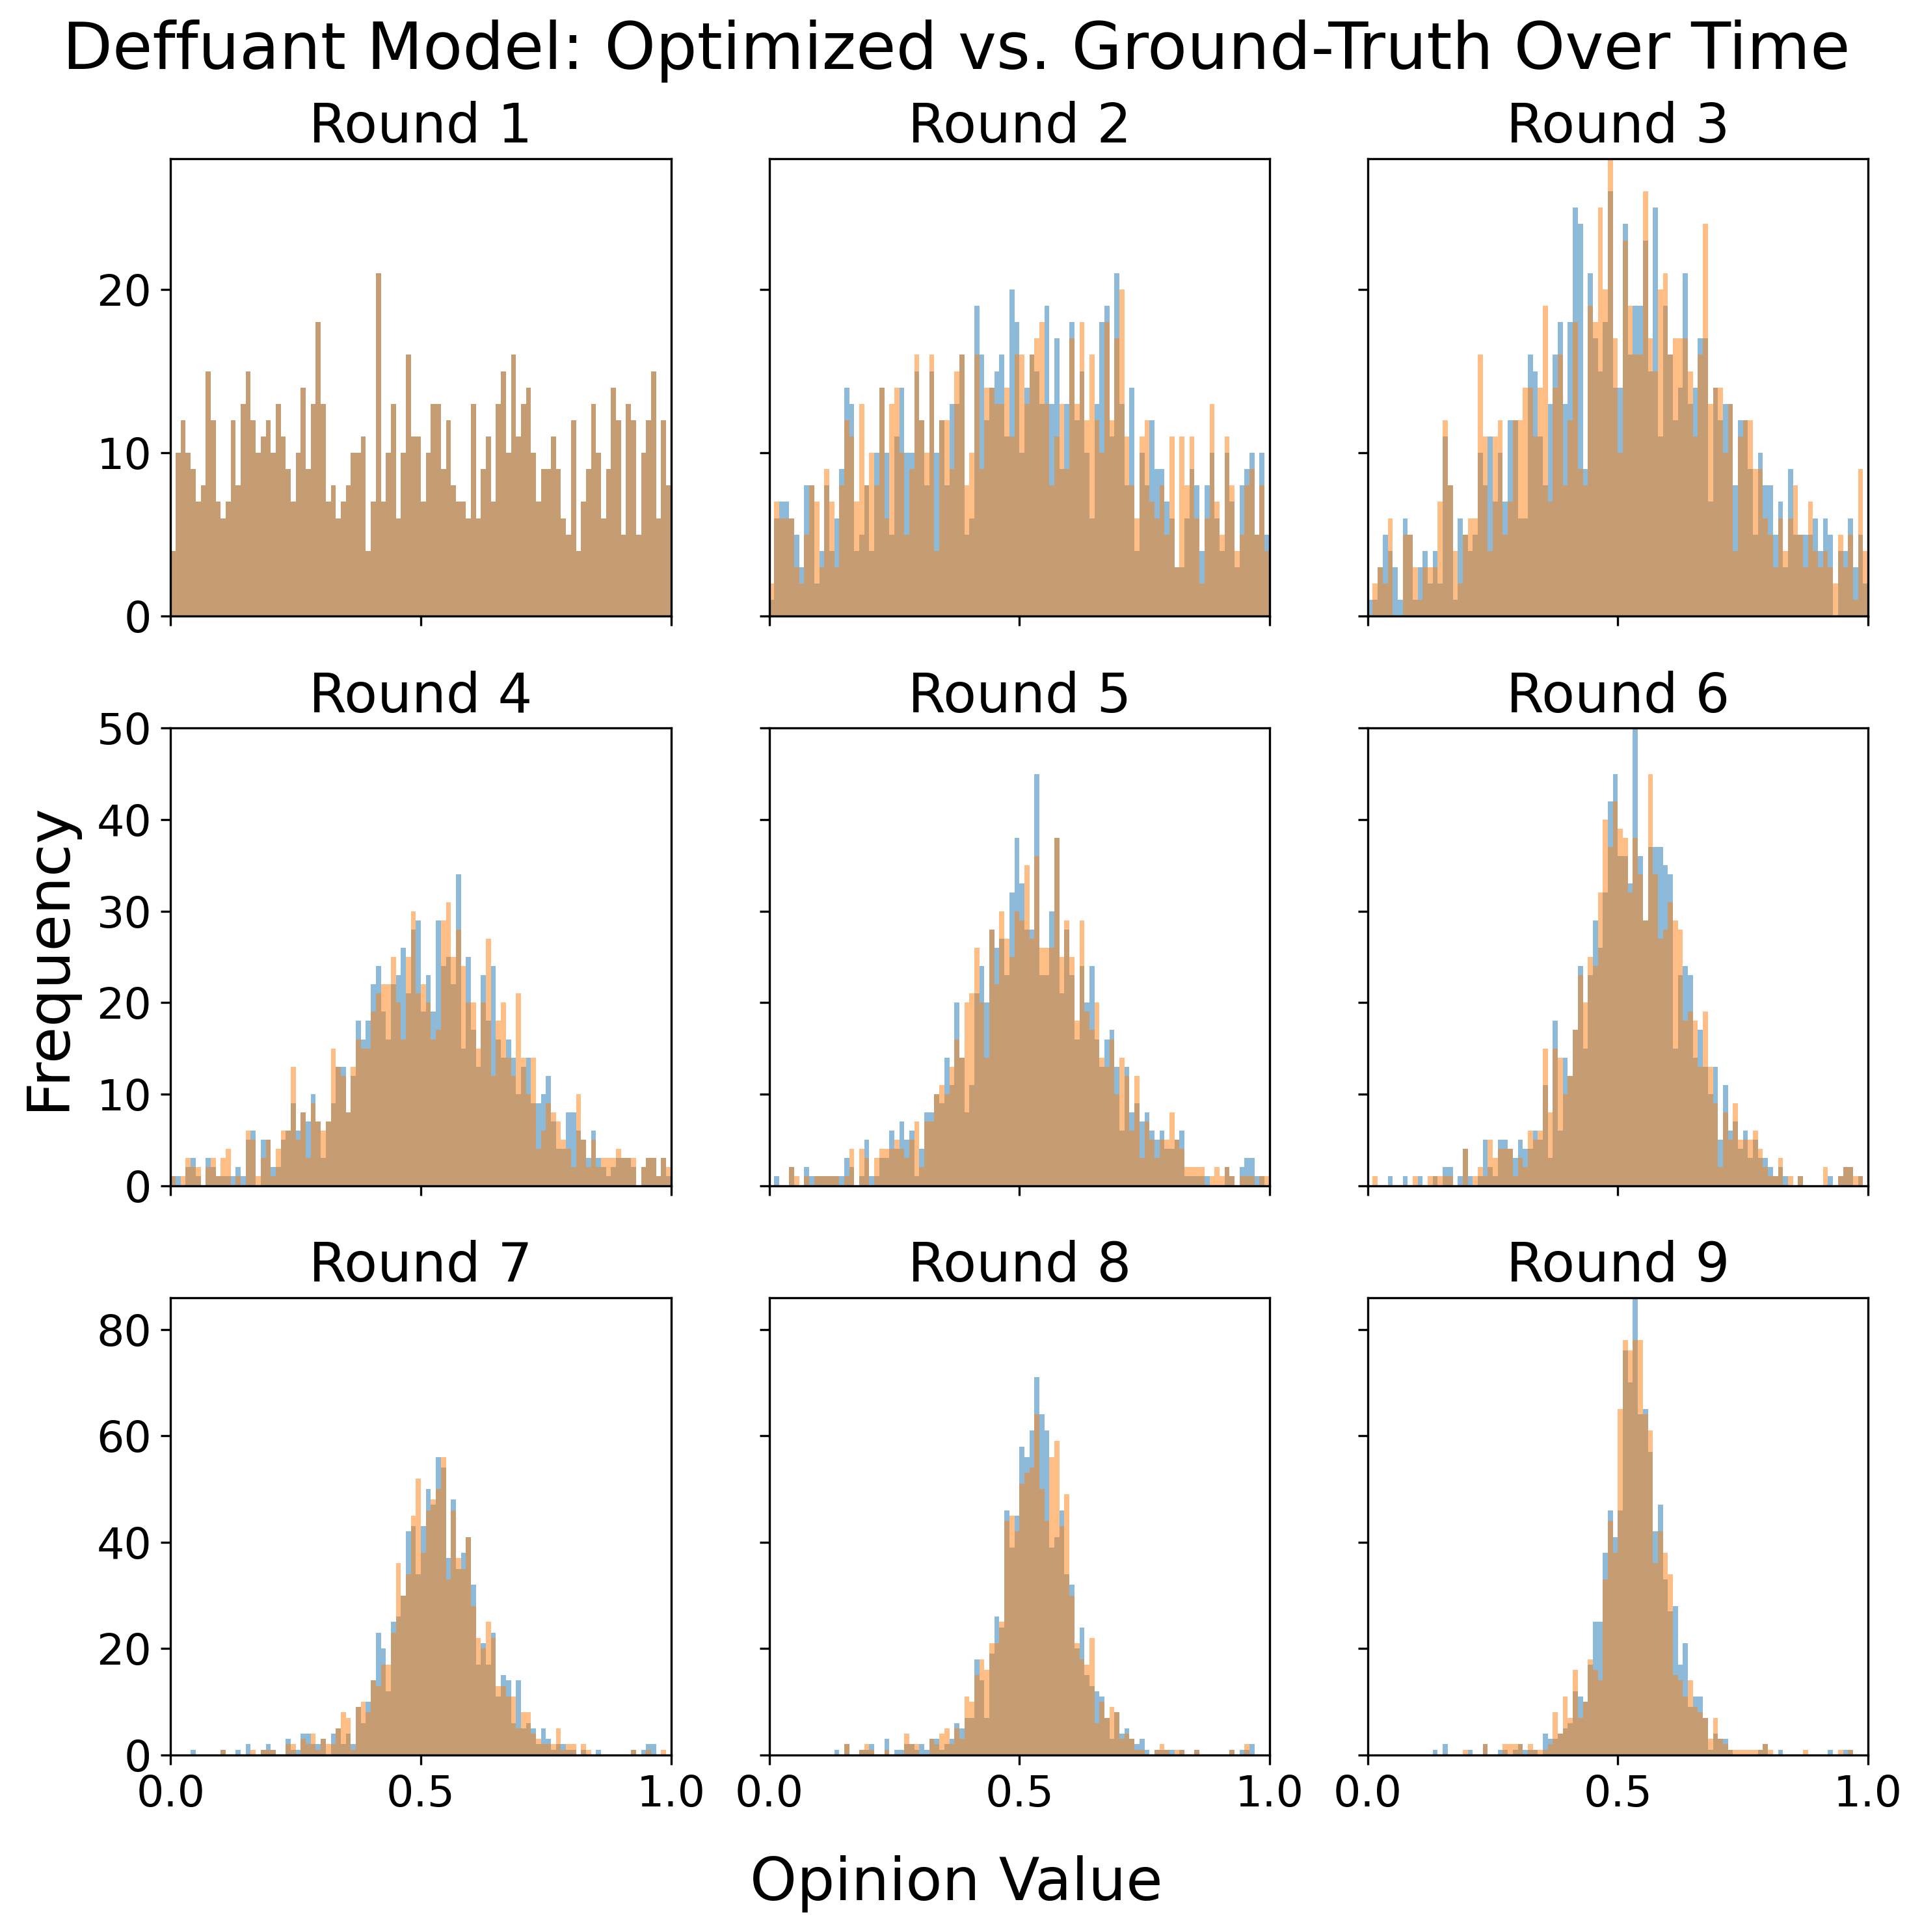 Deffuant Model: Optimized vs. Ground-Truth Over Time
Round 1
Round 2
Round 3
20
10
0
Round 4
Round 5
Round 6
50
40
30
20
10
0
Frequency
Round 7
Round 8
Round 9
80
60
40
20
0
0.0 0.5 1.0
0.0 0.5 1.0
0.0 0.5 1.0
Opinion Value